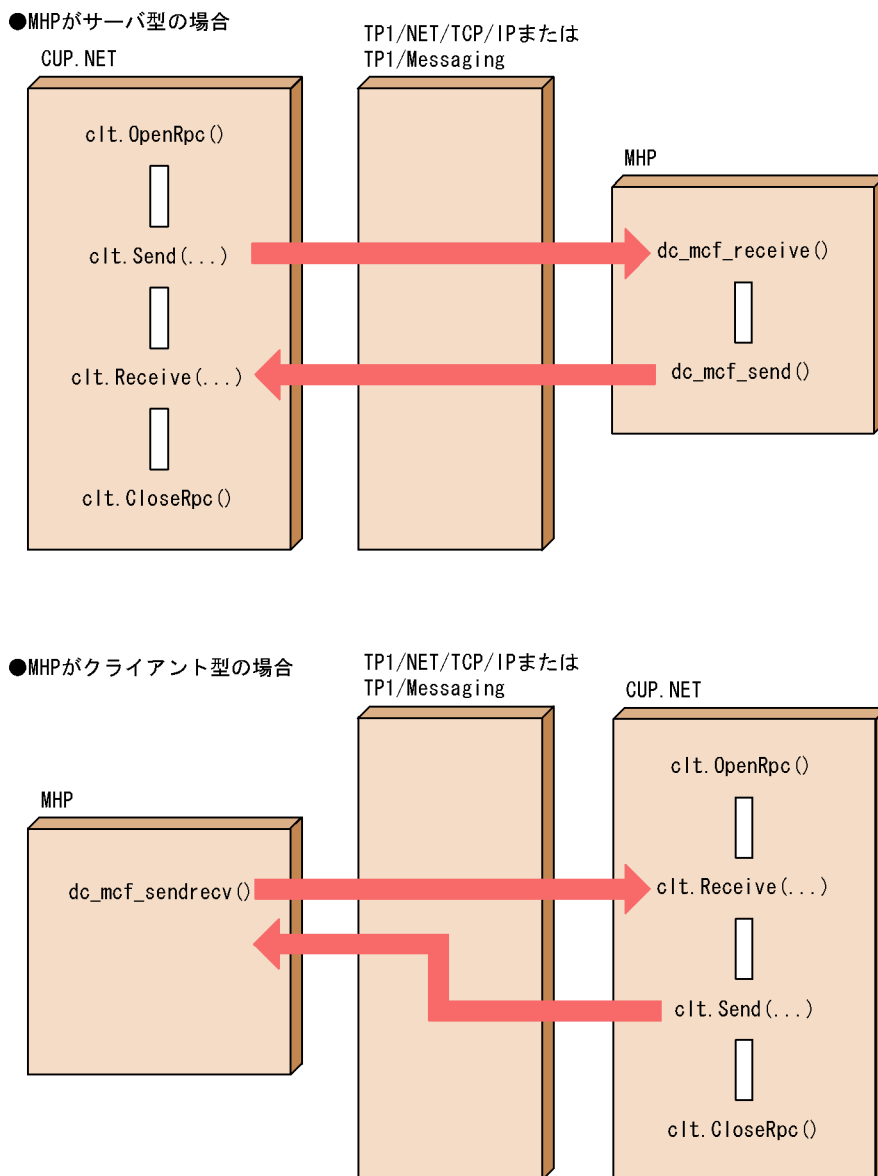 ●MHPがサーバ型の場合
CUP.NET
TP1/NET/TCP/IPまたは
TP1/Messaging
MHP
clt.OpenRpc()
clt.Send(...)
dc_mcf_receive()
clt.Receive(...)
dc_mcf_send()
clt.CloseRpc()
●MHPがクライアント型の場合
TP1/NET/TCP/IPまたは
TP1/Messaging
CUP.NET
MHP
clt.OpenRpc()
dc_mcf_sendrecv()
clt.Receive(...)
clt.Send(...)
clt.CloseRpc()